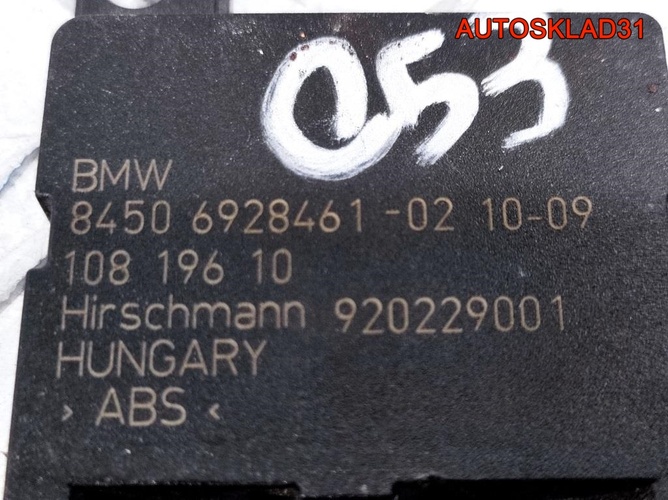 AUTOSKLAD31
053
BMW
8450 6928461-02 10-09
108 196 10
Hirschmann 920229001
HUNGARY
> ABS <